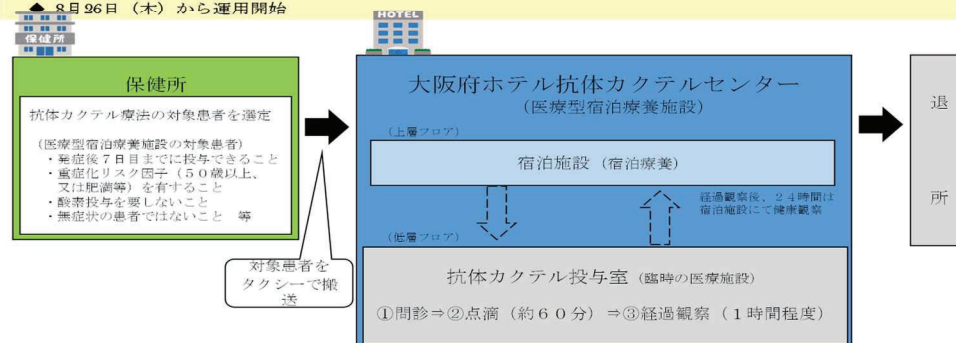 ◆ 8月26日（木）から運用開始
保健所
HOTEL
保健所
抗体カクテル療法の対象患者を選定
（医療型宿泊療養施設の対象患者）
・発症後７日目までに投与できること
・重症化リスク因子（５０歳以上、
又は肥満等）を有すること
・酸素投与を要しないこと
・無症状の患者ではないこと　等
対象患者を
タクシーで搬
送
大阪府ホテル抗体カクテルセンター
（医療型宿泊療養施設）
（上層フロア）
宿泊施設（宿泊療養）
経過観察後、２４時間は
宿泊施設にて健康観察
（低層フロア）
抗体カクテル投与室（臨時の医療施設）
①問診⇒②点滴（約６０分）⇒③経過観察（１時間程度）
退
所